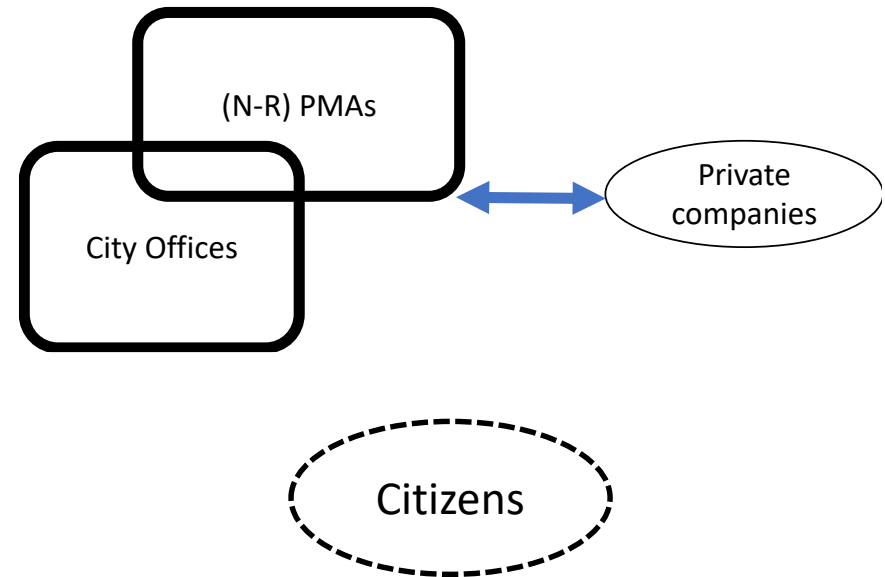 (N-R) PMAs
Private
companies
City Offices
Citizens